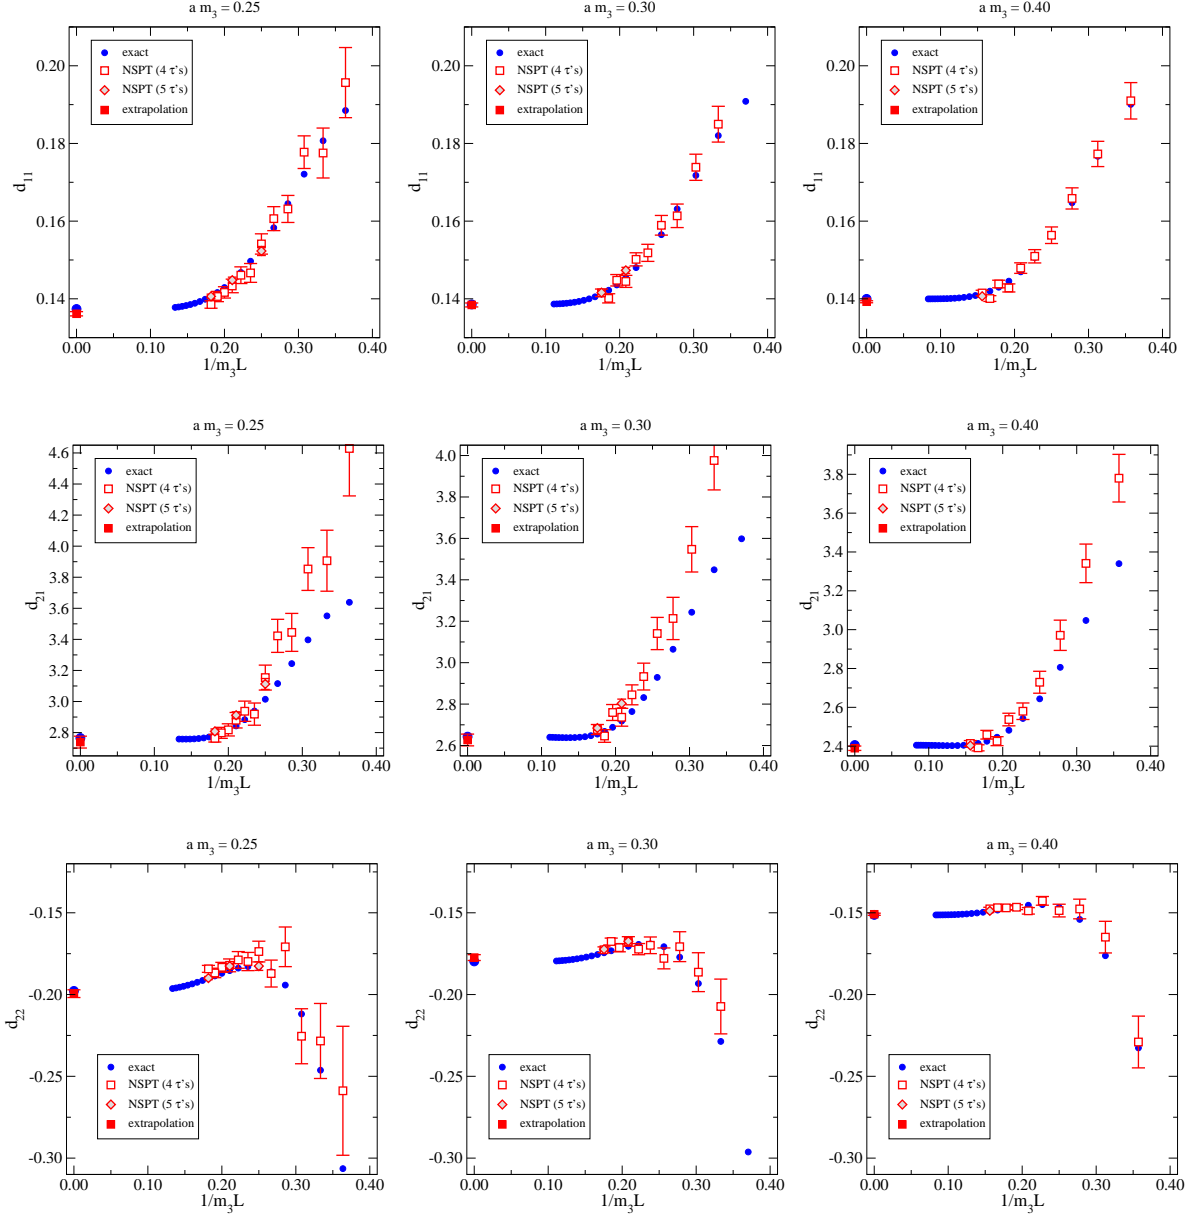 a m3 = 0.25
a m3 = 0.30
a m3 = 0.40
exact
NSPT (4 τ's)
NSPT (5 τ's)
extrapolation
exact
NSPT (4 τ's)
NSPT (5 τ's)
extrapolation
exact
NSPT (4 τ's)
NSPT (5 τ's)
extrapolation
d11
0.20
0.18
0.16
0.14
d11
0.20
0.18
0.16
0.14
d11
0.20
0.18
0.16
0.14
0.00 0.10 0.20 0.30 0.40
0.00 0.10 0.20 0.30 0.40
0.00 0.10 0.20 0.30 0.40
1/m3L
1/m3L
1/m3L
a m3 = 0.25
a m3 = 0.30
a m3 = 0.40
exact
NSPT (4 τ's)
NSPT (5 τ's)
extrapolation
exact
NSPT (4 τ's)
NSPT (5 τ's)
extrapolation
exact
NSPT (4 τ's)
NSPT (5 τ's)
extrapolation
d21
4.6
4.4
4.2
4.0
3.8
3.6
3.4
3.2
3.0
2.8
d21
4.0
3.8
3.6
3.4
3.2
3.0
2.8
2.6
d21
3.8
3.6
3.4
3.2
3.0
2.8
2.6
2.4
0.00 0.10 0.20 0.30 0.40
0.00 0.10 0.20 0.30 0.40
0.00 0.10 0.20 0.30 0.40
1/m3L
1/m3L
1/m3L
a m3 = 0.25
a m3 = 0.30
a m3 = 0.40
d22
-0.15
-0.20
-0.25
-0.30
d22
-0.15
-0.20
-0.25
-0.30
d22
-0.15
-0.20
-0.25
-0.30
exact
NSPT (4 τ's)
NSPT (5 τ's)
extrapolation
exact
NSPT (4 τ's)
NSPT (5 τ's)
extrapolation
exact
NSPT (4 τ's)
NSPT (5 τ's)
extrapolation
0.00 0.10 0.20 0.30 0.40
0.00 0.10 0.20 0.30 0.40
0.00 0.10 0.20 0.30 0.40
1/m3L
1/m3L
1/m3L